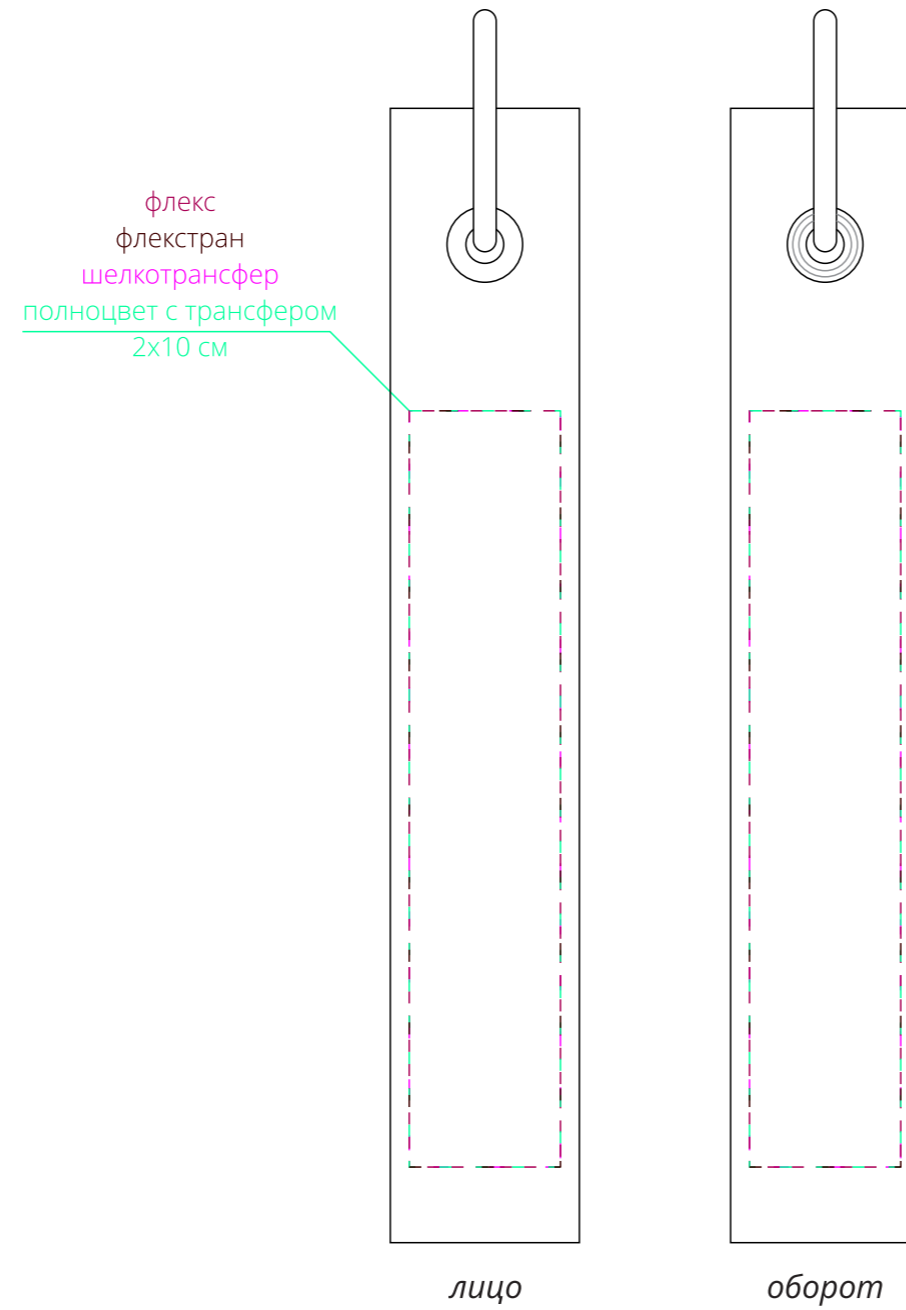 флекс
флекстран
шелкотрансфер
полноцвет с трансфером
2х10 см
лицо
оборот